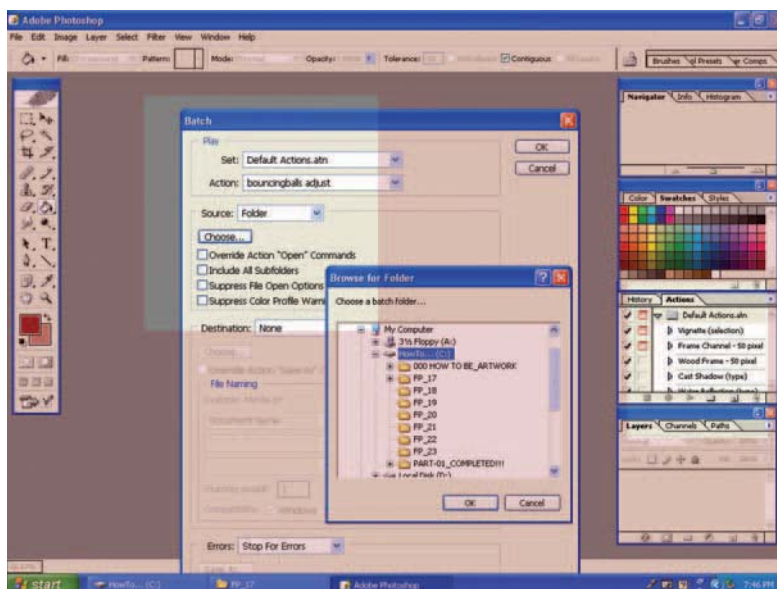 Adobe Photoshop
File Edit Image Layer Select Filter View Window Help
Fill: Pattern: Mode: Opacity: Tolerance: Contiguous
Brushes Presets Comps
Navigator Info Histogram
Batch
Play
Set: Default Actions.atn
Action: bouncingballs adjust
OK
Cancel
Source: Folder
Choose...
Override Action "Open" Commands
Include All Subfolders
Suppress File Open Options
Suppress Color Profile Warni
Destination: None
Choose...
File Naming
Document Name
Errors: Stop For Errors
Browse for Folder
Choose a batch folder...
My Computer
3½ Floppy (A:)
HowTo... (C:)
000 HOW TO BE_ARTWORK
FP_17
FP_18
FP_19
FP_20
FP_21
FP_22
FP_23
PART-01_COMPLETED!!!
Local Disk (D:)
OK Cancel
Color Swatches Styles
History Actions
Default Actions.atn
Vignette (selection)
Frame Channel - 50 pixel
Wood Frame - 50 pixel
Cast Shadow (type)
Water Reflection (type)
Layers Channels Paths
start HowTo... (C:) FP_17 Adobe Photoshop 7:46 PM